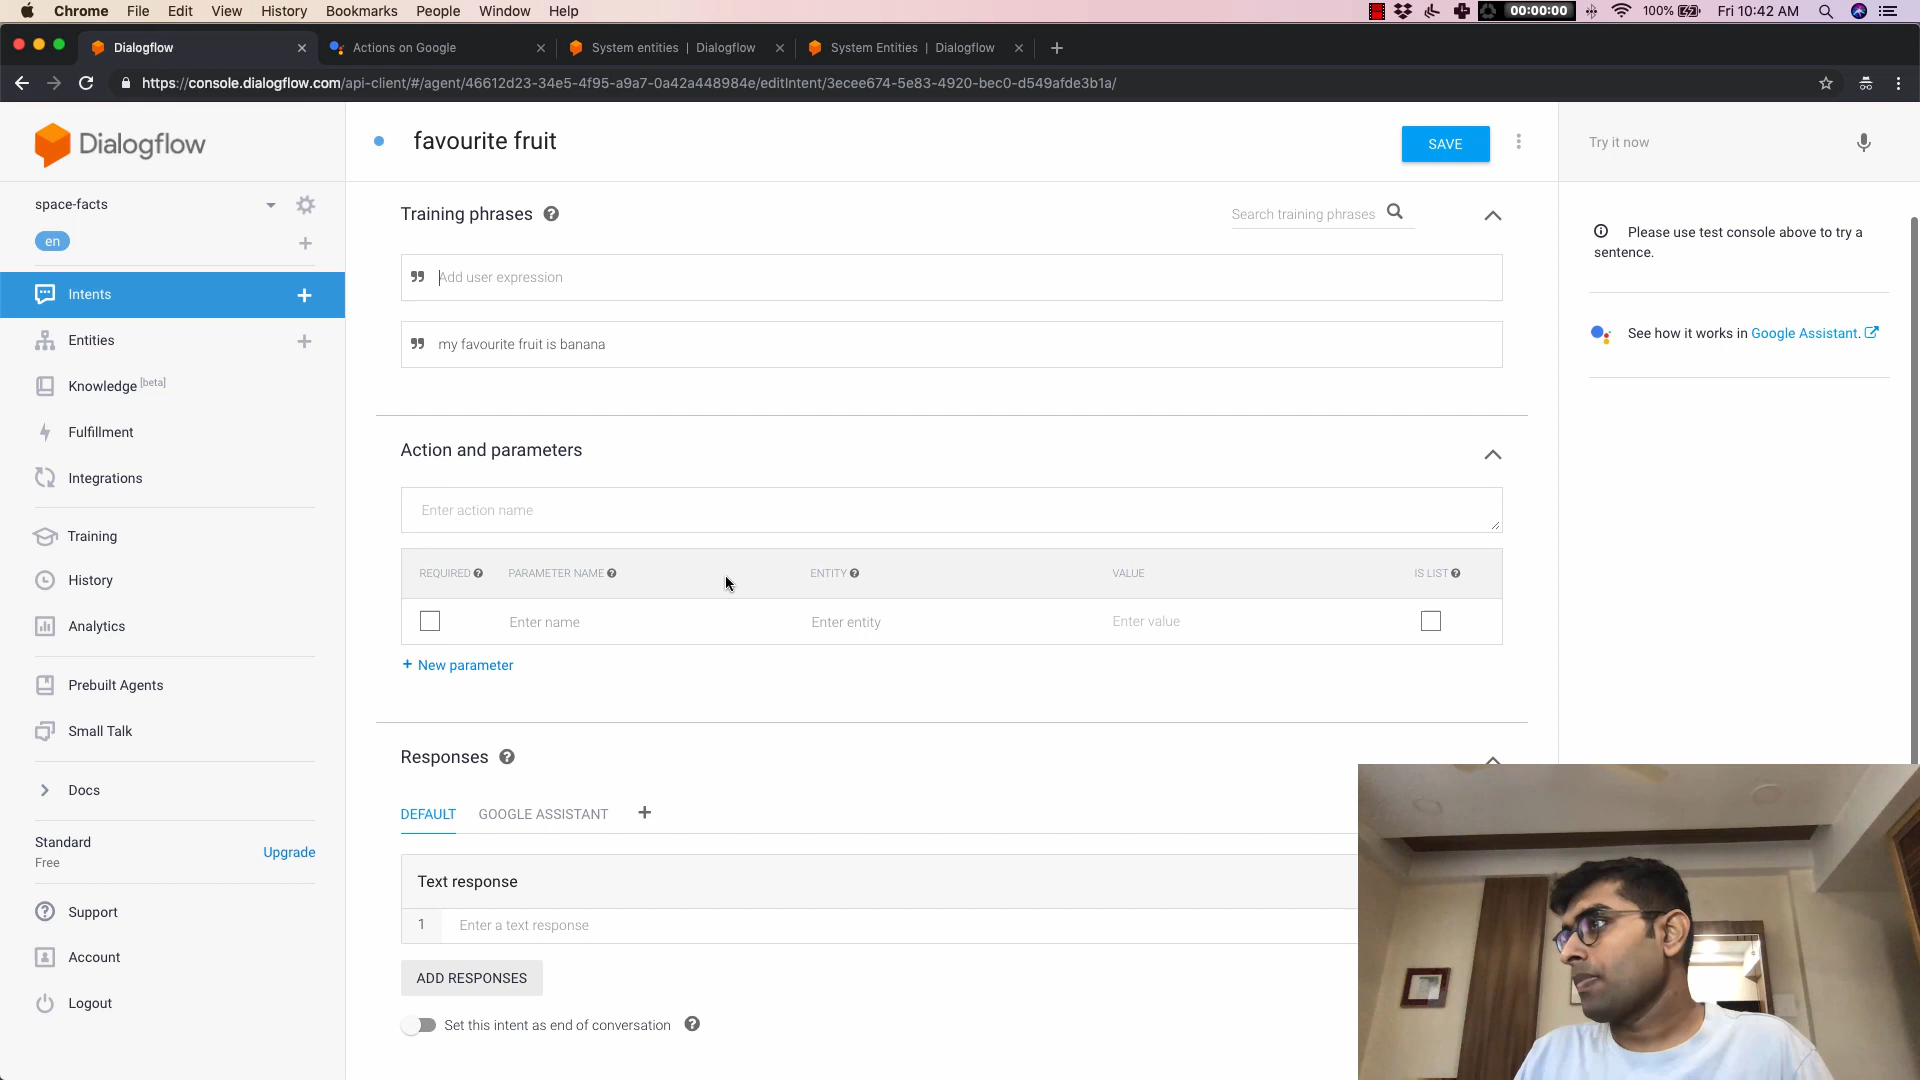 Chrome File Edit View History Bookmarks People Window Help 00:00:00 100% Fri 10:42 AM
Dialogflow Actions on Google System entities | Dialogflow System Entities | Dialogflow
https://console.dialogflow.com/api-client/#/agent/46612d23-34e5-4f95-a9a7-0a42a448984e/editIntent/3ecee674-5e83-4920-bec0-d549afde3b1a/
Dialogflow
space-facts
en
Intents
Entities
Knowledge [beta]
Fulfillment
Integrations
Training
History
Analytics
Prebuilt Agents
Small Talk
Docs
Standard
Free
Upgrade
Support
Account
Logout
favourite fruit
SAVE
Training phrases
Search training phrases
Add user expression
my favourite fruit is banana
Action and parameters
Enter action name
REQUIRED PARAMETER NAME ENTITY VALUE IS LIST
Enter name Enter entity Enter value
+ New parameter
Responses
DEFAULT GOOGLE ASSISTANT
Text response
1 Enter a text response
ADD RESPONSES
Set this intent as end of conversation
Try it now
Please use test console above to try a
sentence.
See how it works in Google Assistant.